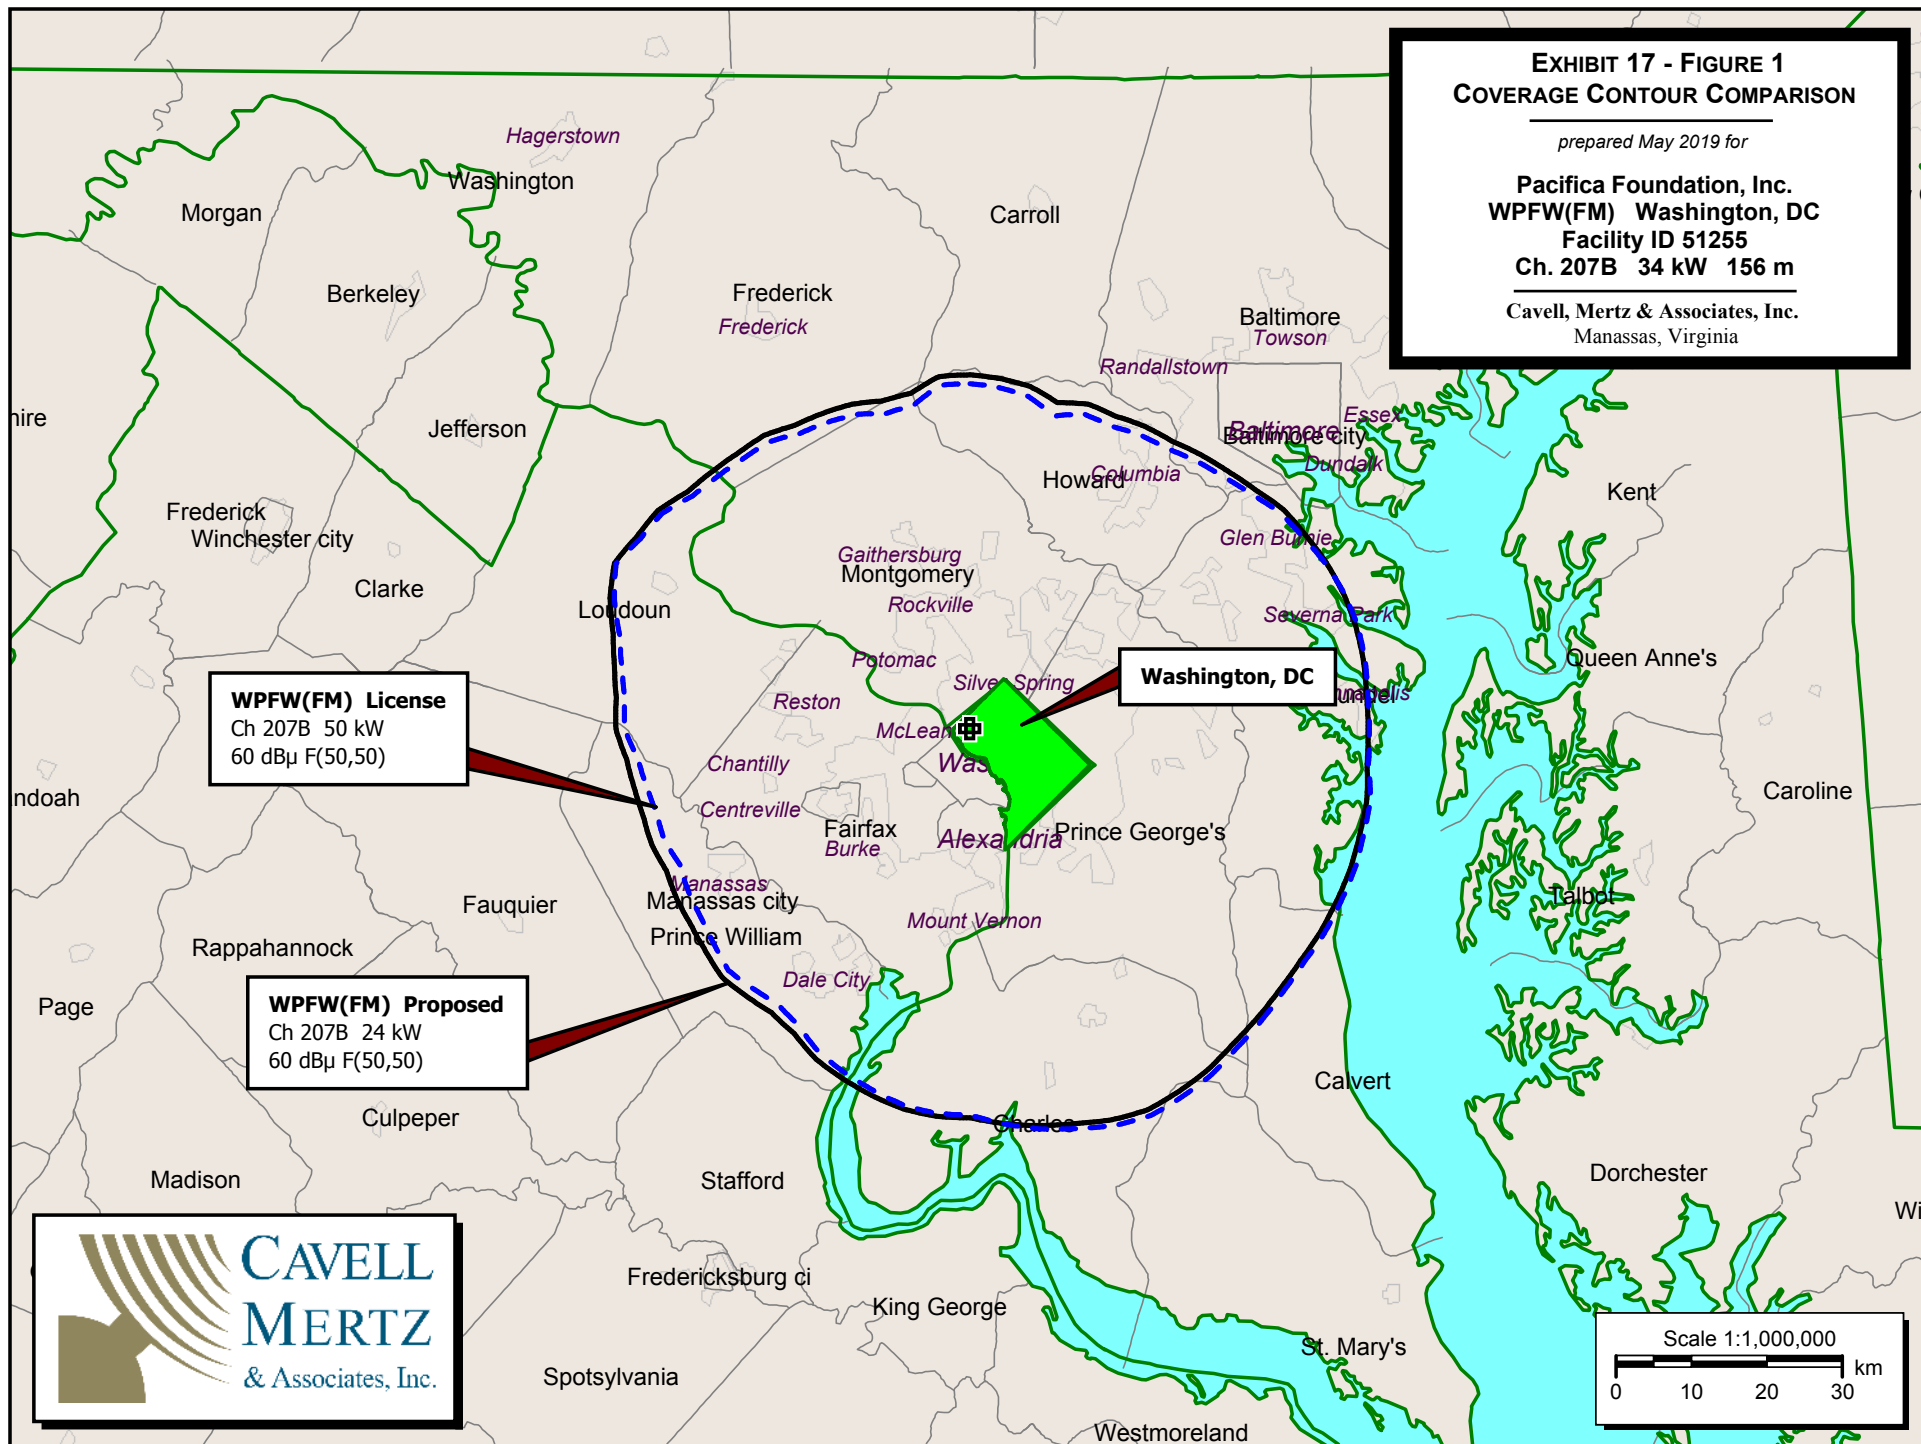 EXHIBIT 17 - FIGURE 1
COVERAGE CONTOUR COMPARISON
prepared May 2019 for
Pacifica Foundation, Inc.
WPFW(FM) Washington, DC
Facility ID 51255
Ch. 207B 34 kW 156 m
Cavell, Mertz & Associates, Inc.
Manassas, Virginia
Hagerstown
Washington
Morgan
Carroll
Berkeley
Frederick
Frederick
Baltimore
Towson
Randallstown
Jefferson
Essex
Baltimore
Baltimore city
Dundalk
Howard
Columbia
Kent
Frederick
Winchester city
Glen Burnie
Gaithersburg
Montgomery
Clarke
Loudoun
Rockville
Severna Park
Potomac
Queen Anne's
Silver Spring
Washington, DC
Reston
McLean
WPFW(FM) License
Ch 207B 50 kW
60 dBµ F(50,50)
Chantilly
Centreville
Caroline
Fairfax
Burke
Alexandria
Prince George's
Manassas
Manassas city
Talbot
Fauquier
Mount Vernon
Prince William
Rappahannock
Dale City
Page
WPFW(FM) Proposed
Ch 207B 24 kW
60 dBµ F(50,50)
Calvert
Culpeper
Charles
Madison
Stafford
Dorchester
Wi
CAVELL
MERTZ
& Associates, Inc.
Fredericksburg ci
King George
St. Mary's
Spotsylvania
Westmoreland
Scale 1:1,000,000
km
0 10 20 30